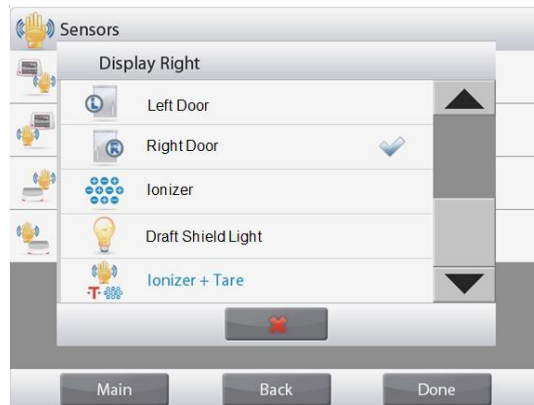 Sensors
Display Right
L Left Door
R Right Door
Ionizer
Draft Shield Light
-T- Ionizer + Tare
Main Back Done